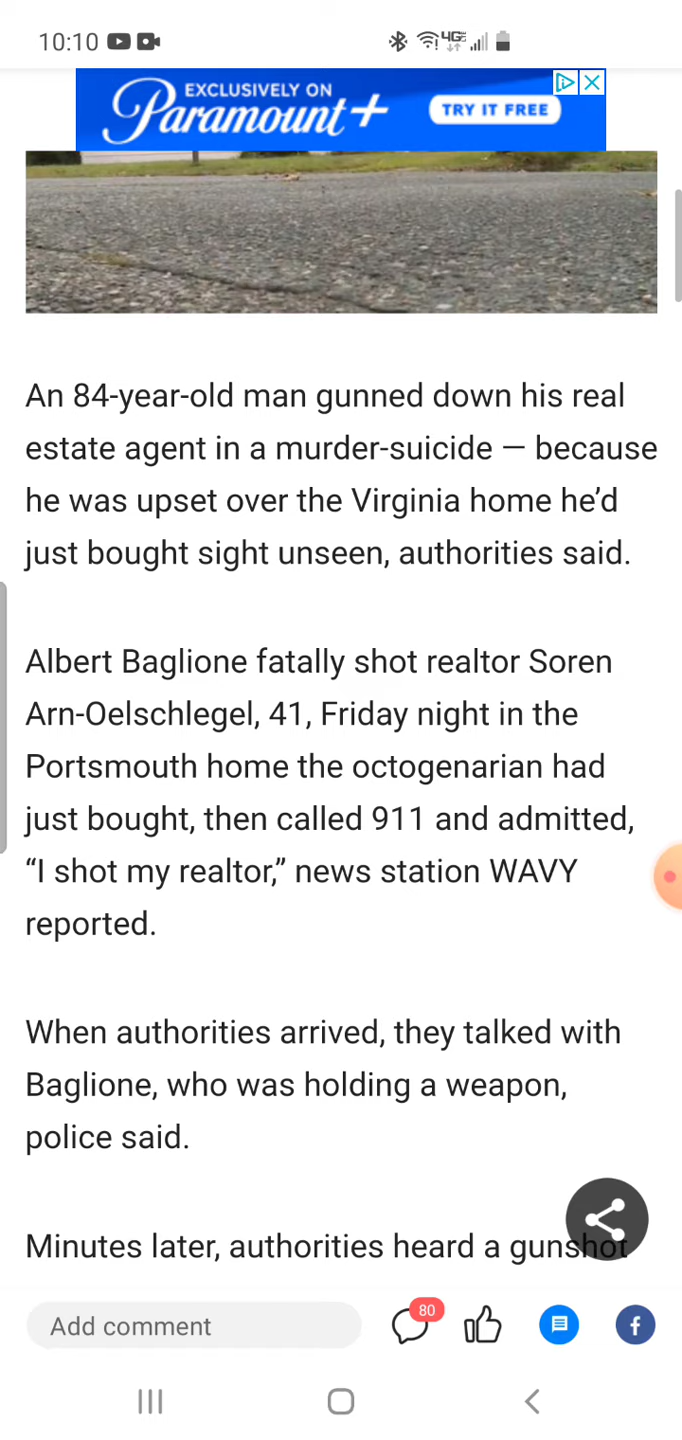 10:10
4GE
EXCLUSIVELY ON
Paramount+
TRY IT FREE
An 84-year-old man gunned down his real
estate agent in a murder-suicide — because
he was upset over the Virginia home he’d
just bought sight unseen, authorities said.
Albert Baglione fatally shot realtor Soren
Arn-Oelschlegel, 41, Friday night in the
Portsmouth home the octogenarian had
just bought, then called 911 and admitted,
“I shot my realtor,” news station WAVY
reported.
When authorities arrived, they talked with
Baglione, who was holding a weapon,
police said.
Minutes later, authorities heard a gunshot
80
Add comment
f